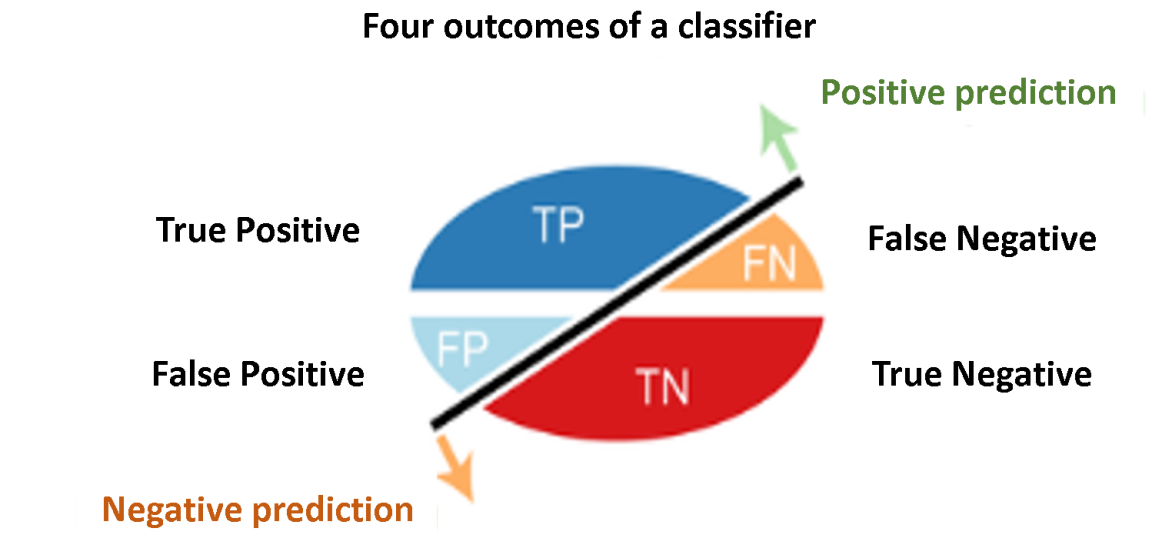 Four outcomes of a classifier
Positive prediction
True Positive
TP
FN
False Negative
False Positive
FP
TN
True Negative
Negative prediction